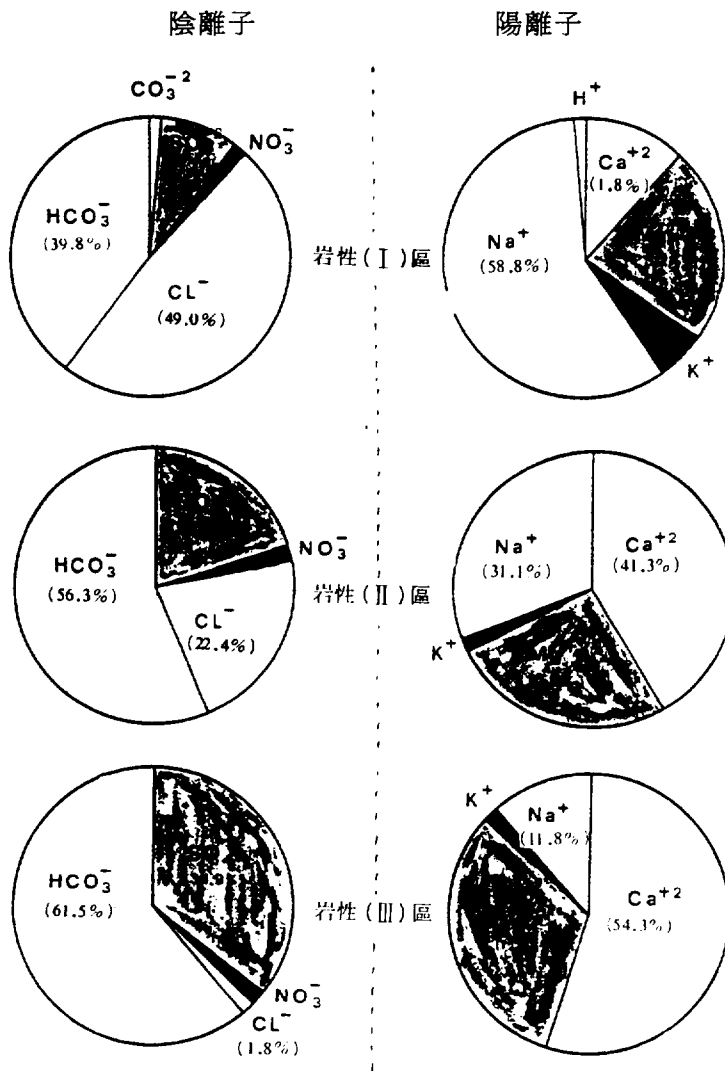 陰離子 陽離子
CO₃⁻²
NO₃⁻
HCO₃⁻
(39.8%)
CL⁻
(49.0%)
岩性(Ⅰ)區
H⁺
Ca⁺²
(1.8%)
Na⁺
(58.8%)
K⁺
HCO₃⁻
(56.3%)
NO₃⁻
CL⁻
(22.4%)
岩性(Ⅱ)區
Na⁺
(31.1%)
Ca⁺²
(41.3%)
K⁺
HCO₃⁻
(61.5%)
NO₃⁻
CL⁻
(1.8%)
岩性(Ⅲ)區
K⁺
Na⁺
(11.8%)
Ca⁺²
(54.3%)